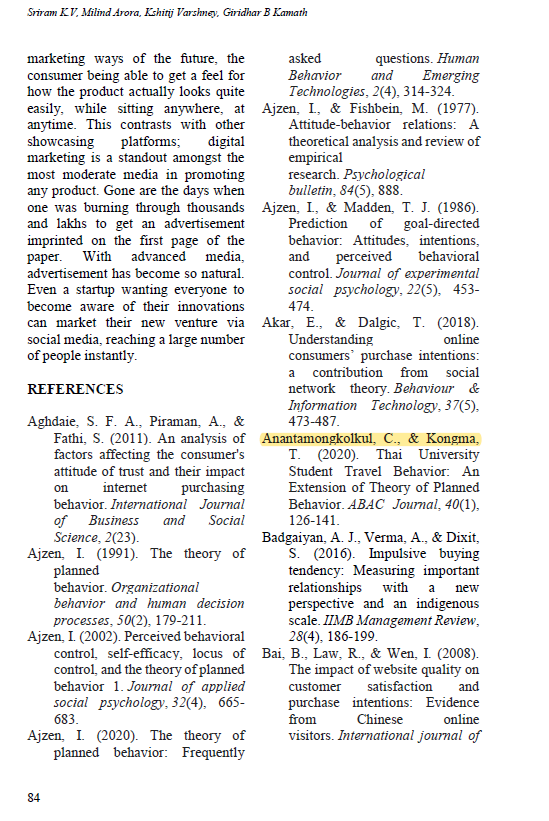 Sriram K.V, Milind Arora, Kshitij Varshney, Giridhar B Kamath
marketing ways of the future, the
consumer being able to get a feel for
how the product actually looks quite
easily, while sitting anywhere, at
anytime. This contrasts with other
showcasing platforms; digital
marketing is a standout amongst the
most moderate media in promoting
any product. Gone are the days when
one was burning through thousands
and lakhs to get an advertisement
imprinted on the first page of the
paper. With advanced media,
advertisement has become so natural.
Even a startup wanting everyone to
become aware of their innovations
can market their new venture via
social media, reaching a large number
of people instantly.
REFERENCES
Aghdaie, S. F. A., Piraman, A., &
Fathi, S. (2011). An analysis of
factors affecting the consumer's
attitude of trust and their impact
on internet purchasing
behavior. International Journal
of Business and Social
Science, 2(23).
Ajzen, I. (1991). The theory of
planned
behavior. Organizational
behavior and human decision
processes, 50(2), 179-211.
Ajzen, I. (2002). Perceived behavioral
control, self-efficacy, locus of
control, and the theory of planned
behavior 1. Journal of applied
social psychology, 32(4), 665-
683.
Ajzen, I. (2020). The theory of
planned behavior: Frequently
asked questions. Human
Behavior and Emerging
Technologies, 2(4), 314-324.
Ajzen, I., & Fishbein, M. (1977).
Attitude-behavior relations: A
theoretical analysis and review of
empirical
research. Psychological
bulletin, 84(5), 888.
Ajzen, I., & Madden, T. J. (1986).
Prediction of goal-directed
behavior: Attitudes, intentions,
and perceived behavioral
control. Journal of experimental
social psychology, 22(5), 453-
474.
Akar, E., & Dalgic, T. (2018).
Understanding online
consumers' purchase intentions:
a contribution from social
network theory. Behaviour &
Information Technology, 37(5),
473-487.
Anantamongkolkul, C., & Kongma,
T. (2020). Thai University
Student Travel Behavior: An
Extension of Theory of Planned
Behavior. ABAC Journal, 40(1),
126-141.
Badgaiyan, A. J., Verma, A., & Dixit,
S. (2016). Impulsive buying
tendency: Measuring important
relationships with a new
perspective and an indigenous
scale. IIMB Management Review,
28(4), 186-199.
Bai, B., Law, R., & Wen, I. (2008).
The impact of website quality on
customer satisfaction and
purchase intentions: Evidence
from Chinese online
visitors. International journal of
84